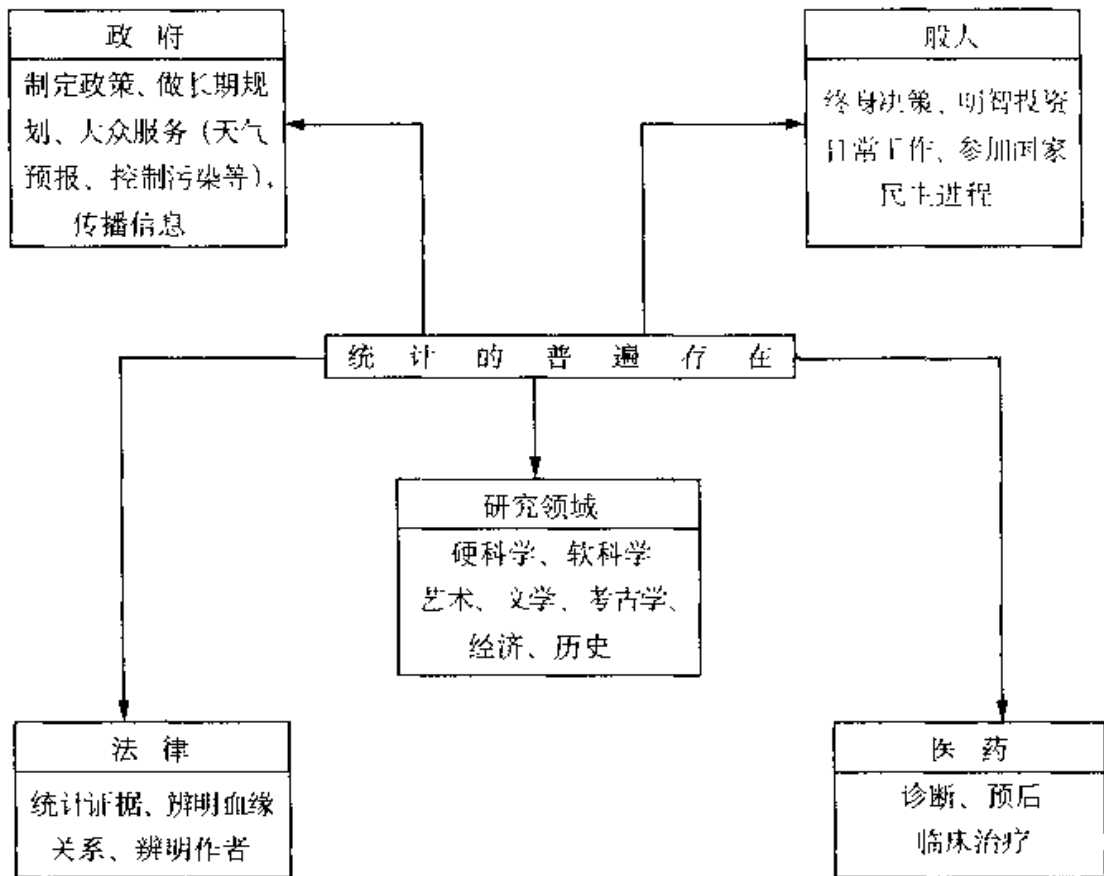 政 府
制定政策、做长期规
划、大众服务 (天气
预报、控制污染等),
传播信息
般人
终身决策、明智投资
日常工作、参加国家
民主进程
统 计 的 普 遍 存 在
研究领域
硬科学、软科学
艺术、文学、考古学、
经济、历史
法 律
统计证据、辨明血缘
关系、辨明作者
医 药
诊断、预后
临床治疗